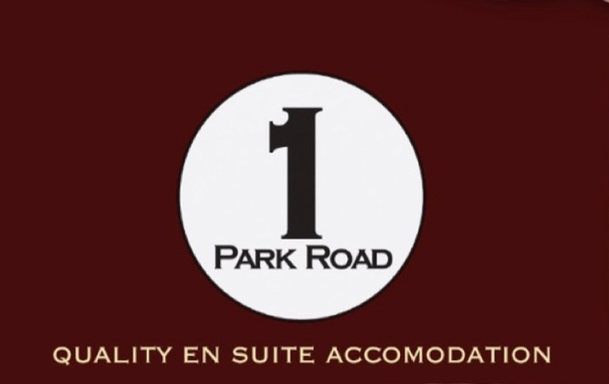 1
PARK ROAD
QUALITY EN SUITE ACCOMODATION